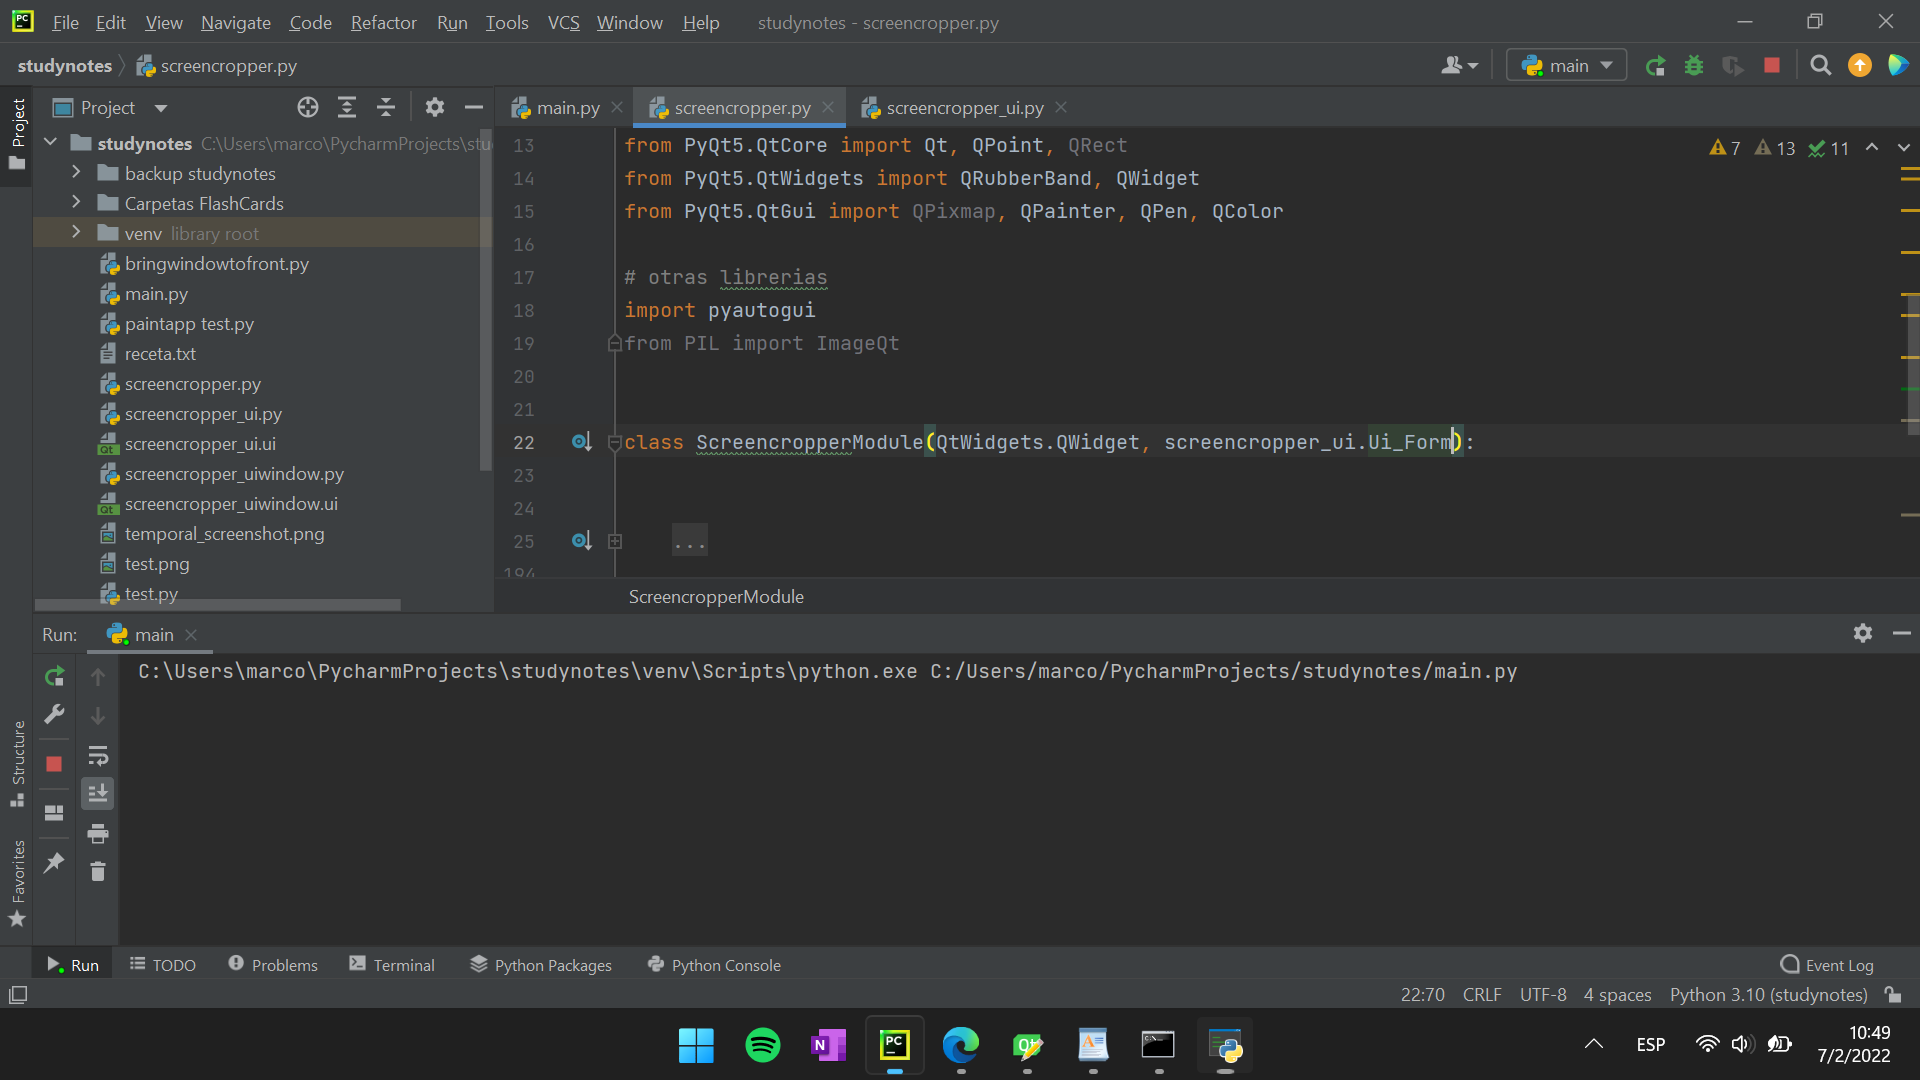 PC File Edit View Navigate Code Refactor Run Tools VCS Window Help studynotes - screencropper.py
studynotes screencropper.py main
Project
Project
main.py screencropper.py screencropper_ui.py
studynotes C:\Users\marco\PycharmProjects\stu
backup studynotes
Carpetas FlashCards
venv library root
bringwindowtofront.py
main.py
paintapp test.py
receta.txt
screencropper.py
screencropper_ui.py
screencropper_ui.ui
screencropper_uiwindow.py
screencropper_uiwindow.ui
temporal_screenshot.png
test.png
test.py
7 13 11
13 from PyQt5.QtCore import Qt, QPoint, QRect
14 from PyQt5.QtWidgets import QRubberBand, QWidget
15 from PyQt5.QtGui import QPixmap, QPainter, QPen, QColor
16
17 # otras librerias
18 import pyautogui
19 from PIL import ImageQt
20
21
22 class ScreencropperModule(QtWidgets.QWidget, screencropper_ui.Ui_Form):
23
24
25 ...
194
ScreencropperModule
Run: main
C:\Users\marco\PycharmProjects\studynotes\venv\Scripts\python.exe C:/Users/marco/PycharmProjects/studynotes/main.py
Structure
Favorites
Run TODO Problems Terminal Python Packages Python Console Event Log
22:70 CRLF UTF-8 4 spaces Python 3.10 (studynotes)
N PC Qt A ESP 10:49
7/2/2022